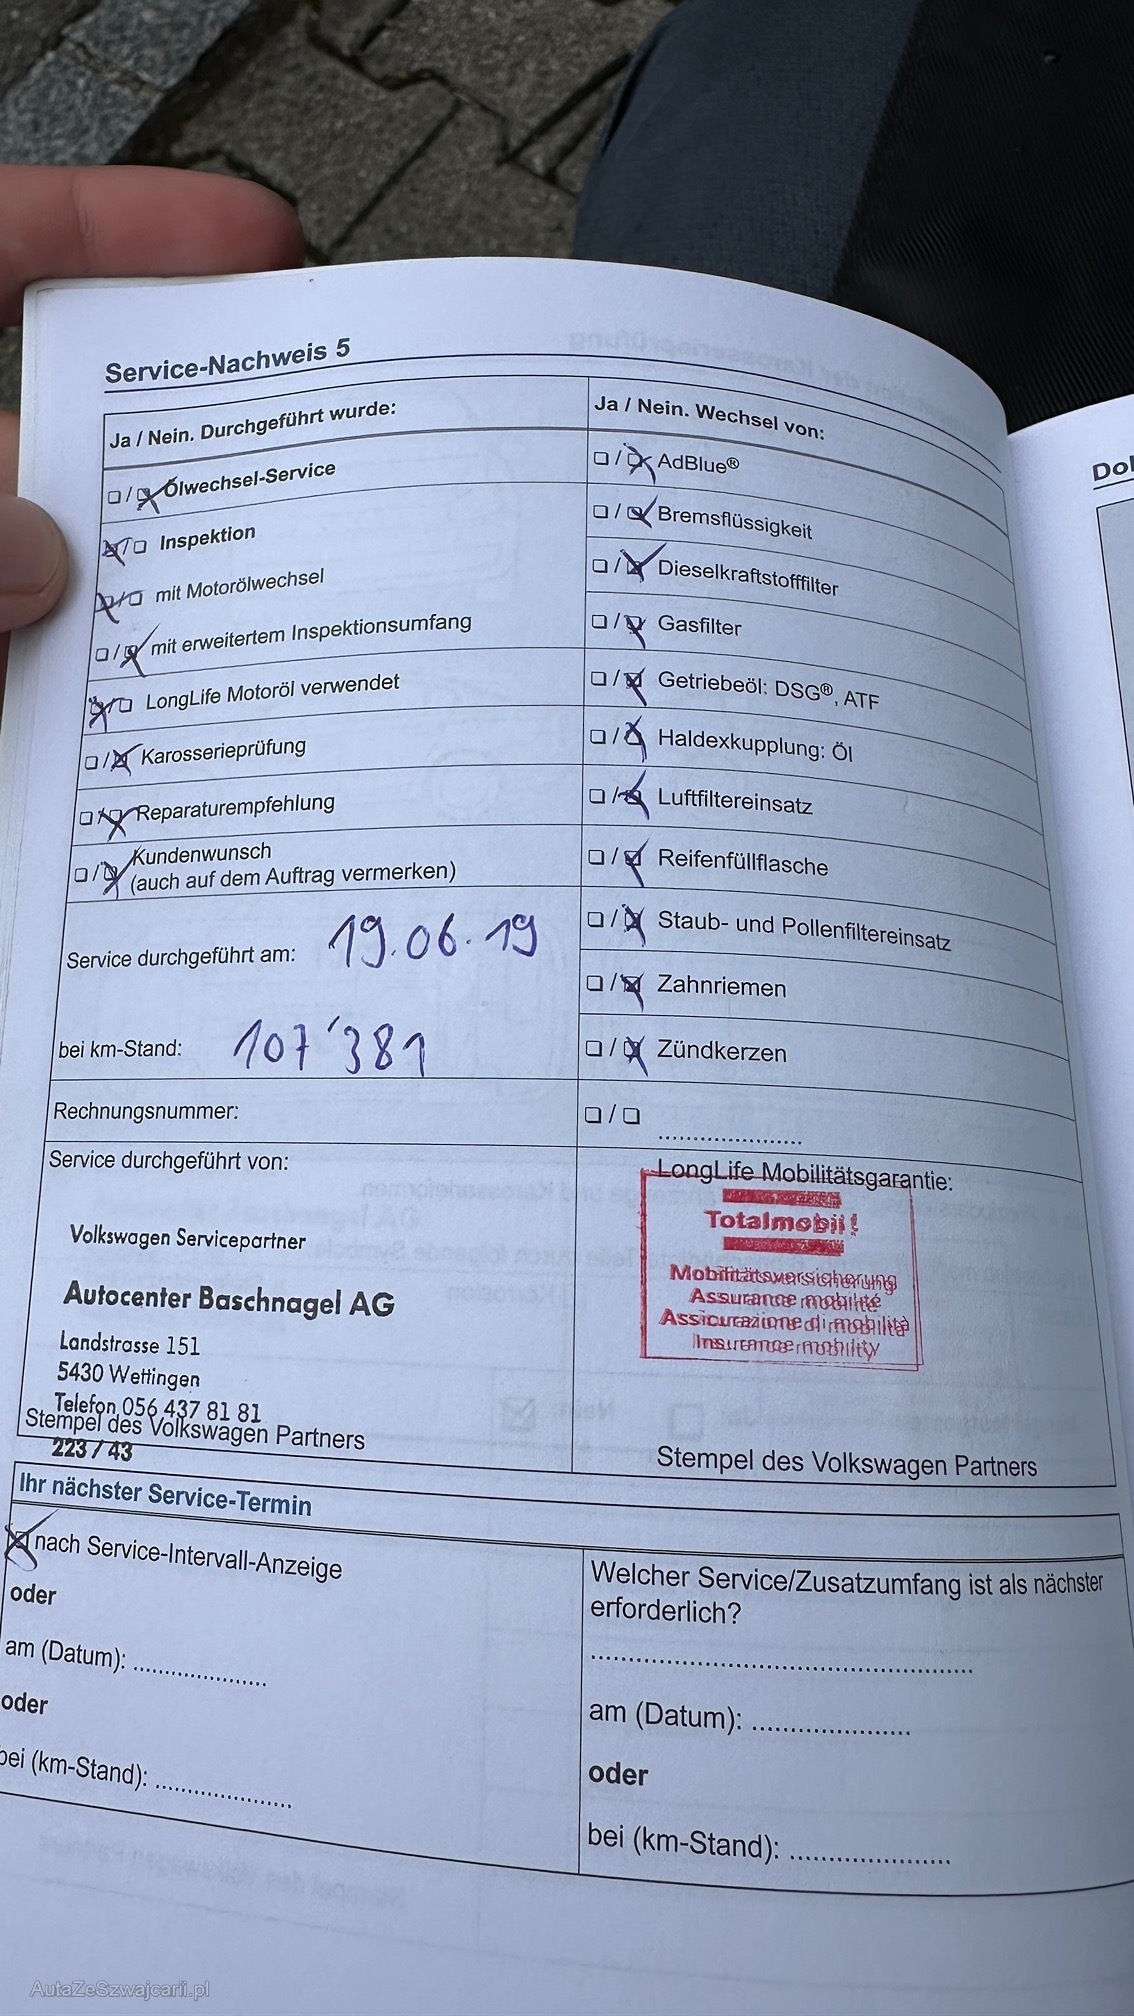 Service-Nachweis 5
Ja / Nein. Durchgeführt wurde:
☐ / ☒ Ölwechsel-Service
☒ / ☐ Inspektion
☒ / ☐ mit Motorölwechsel
☐ / ☒ mit erweitertem Inspektionsumfang
☒ / ☐ LongLife Motoröl verwendet
☐ / ☒ Karosserieprüfung
☐ / ☒ Reparaturempfehlung
☐ / ☒ Kundenwunsch
(auch auf dem Auftrag vermerken)
Service durchgeführt am: 19.06.19
bei km-Stand: 107'381
Rechnungsnummer:
Service durchgeführt von:
Volkswagen Servicepartner
Autocenter Baschnagel AG
Landstrasse 151
5430 Wettingen
Telefon 056 437 81 81
Stempel des Volkswagen Partners
223 / 43
Ja / Nein. Wechsel von:
☐ / ☒ AdBlue®
☐ / ☒ Bremsflüssigkeit
☐ / ☒ Dieselkraftstofffilter
☐ / ☒ Gasfilter
☐ / ☒ Getriebeöl: DSG®, ATF
☐ / ☒ Haldexkupplung: Öl
☐ / ☒ Luftfiltereinsatz
☐ / ☒ Reifenfüllflasche
☐ / ☒ Staub- und Pollenfiltereinsatz
☐ / ☒ Zahnriemen
☐ / ☒ Zündkerzen
☐ / ☐ ......................
LongLife Mobilitätsgarantie:
Totalmobil!
Mobilitätsversicherung
Assurance mobilité
Assicurazione di mobilità
Insurance mobility
Stempel des Volkswagen Partners
Ihr nächster Service-Termin
☒ nach Service-Intervall-Anzeige
oder
am (Datum): .....................
oder
bei (km-Stand): .....................
Welcher Service/Zusatzumfang ist als nächster
erforderlich?
..................................................
am (Datum): .....................
oder
bei (km-Stand): .....................
AutaZeSzwajcarii.pl